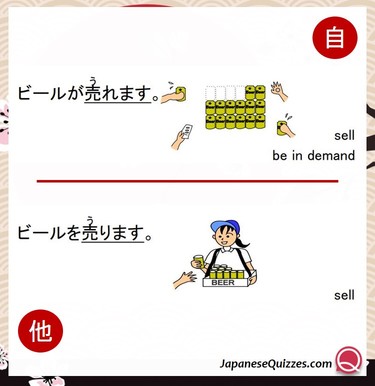 自
ビールが売れます。
う
sell
be in demand
ビールを売ります。
う
BEER
sell
他
JapaneseQuizzes.com